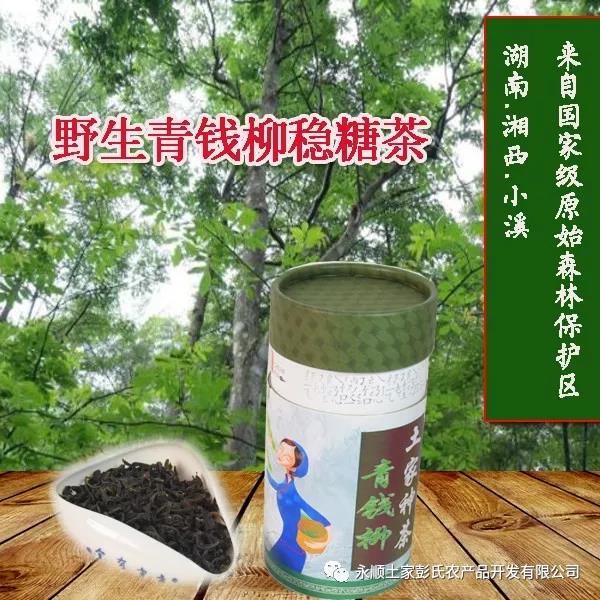 野生青钱柳稳糖茶
来自国家级原始森林保护区
湖南·湘西·小溪
土家神茶
青钱柳
永顺土家彭氏农产品开发有限公司